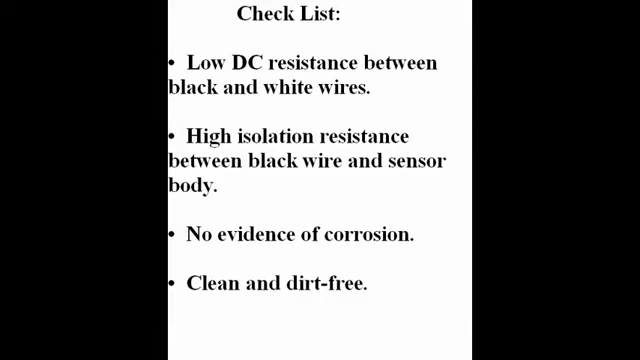 Check List:
• Low DC resistance between
black and white wires.
• High isolation resistance
between black wire and sensor
body.
• No evidence of corrosion.
• Clean and dirt-free.